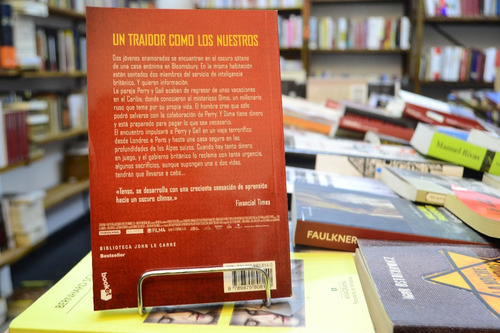 UN TRAIDOR COMO LOS NUESTROS
Dos jóvenes enamorados se encuentran en el oscuro sótano
de una casa anónima en Bloomsbury. En la misma habitación
están sentados dos miembros del servicio de inteligencia
británico. Y quieren información.
La pareja Perry y Gail acaban de regresar de unas vacaciones
en el Caribe, donde conocieron al misterioso Dima, un millonario
ruso que teme por su propia vida. El hombre cree que sólo
podrá salvarse con la colaboración de Perry. Y Dima tiene dinero
y está preparado para pagar lo que sea necesario.
El encuentro impulsará a Perry y Gail en un viaje terrorífico
desde Londres a París y hasta una casa segura en las
profundidades de los Alpes suizos. Cuando hay tanto dinero
en juego, y el gobierno británico lo reclama con tanta urgencia,
algunos sacrificios, aunque supongan una o dos vidas,
tendrán que llevarse a cabo...
«Tenso, se desarrolla con una creciente sensación de aprensión
hacia un oscuro clímax.»
Financial Times
BIBLIOTECA JOHN LE CARRÉ
Bestseller
book
FAULKNER
Manuel Rivas